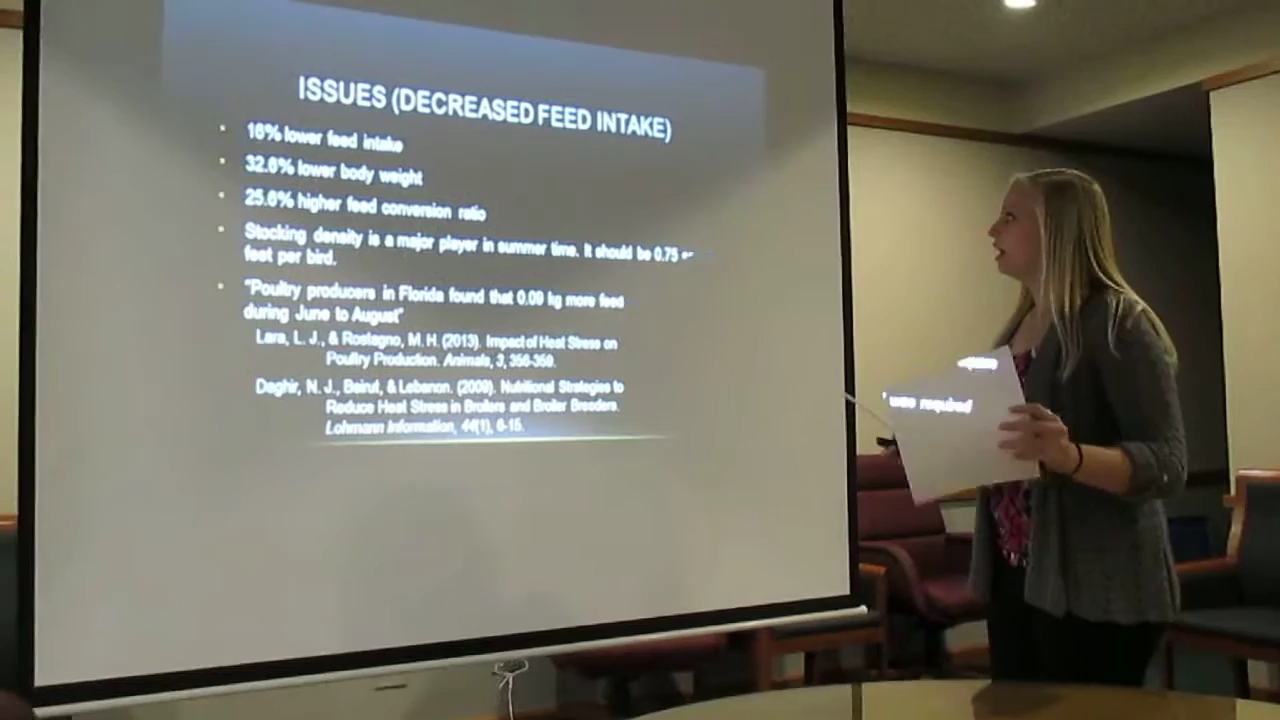 ISSUES (DECREASED FEED INTAKE)
16% lower feed intake
32.6% lower body weight
25.6% higher feed conversion ratio
Stocking density is a major player in summer time. It should be 0.75
feet per bird.
"Poultry producers in Florida found that 0.09 kg more feed
was required
during June to August"
Lara, L. J., & Rostagno, M. H. (2013). Impact of Heat Stress on
Poultry Production. Animals, 3, 356-369.
Daghir, N. J., Beirut, & Lebanon. (2009). Nutritional Strategies to
Reduce Heat Stress in Broilers and Broiler Breeders.
Lohmann Information, 44(1), 6-15.